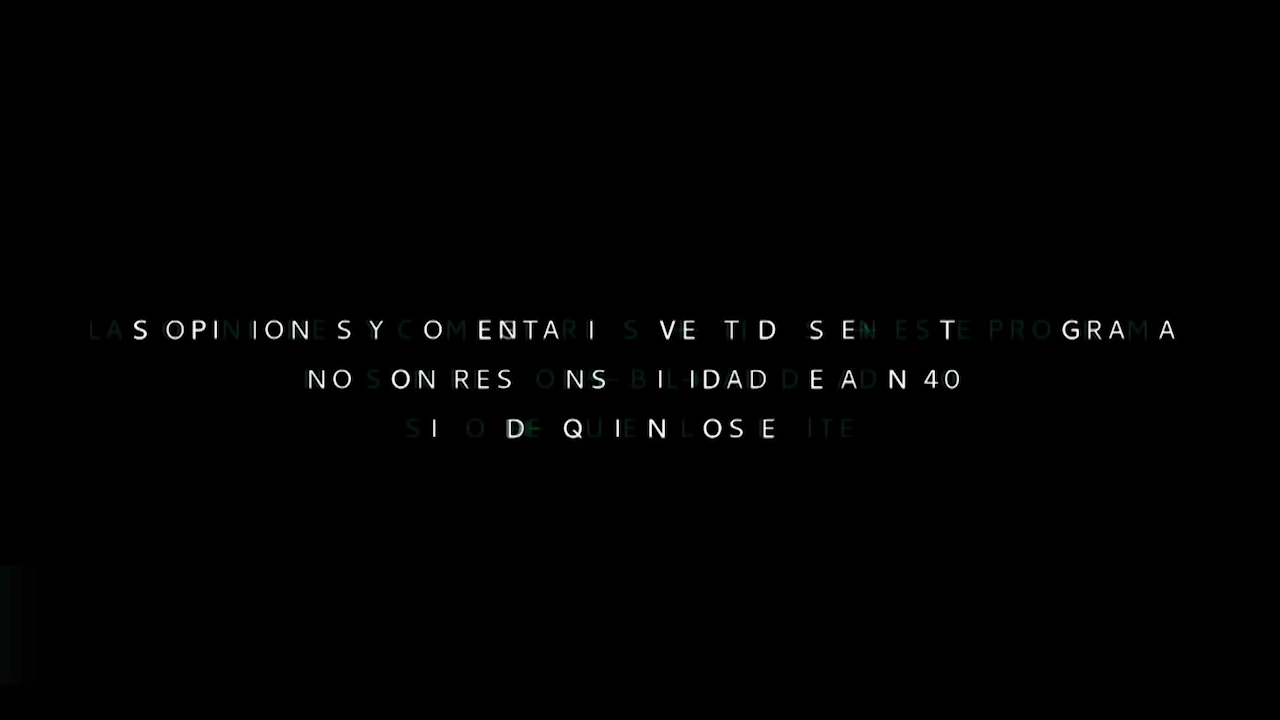 LAS OPINIONES Y COMENTARIOS VERTIDOS EN ESTE PROGRAMA
NO SON RESPONSABILIDAD DE ADN 40
SINO DE QUIEN LOS EMITE